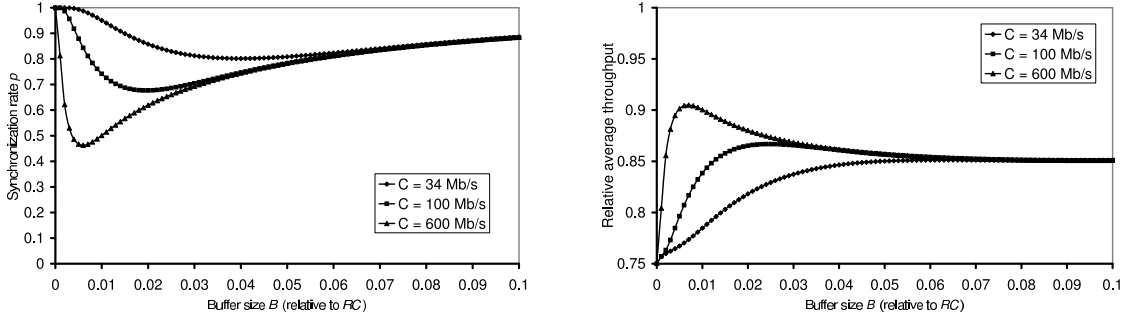 Synchronization rate p
1
0.9
0.8
0.7
0.6
0.5
0.4
0.3
0.2
0.1
0
C = 34 Mb/s
C = 100 Mb/s
C = 600 Mb/s
0 0.01 0.02 0.03 0.04 0.05 0.06 0.07 0.08 0.09 0.1
Buffer size B (relative to RC)
Relative average throughput
1
0.95
0.9
0.85
0.8
0.75
C = 34 Mb/s
C = 100 Mb/s
C = 600 Mb/s
0 0.01 0.02 0.03 0.04 0.05 0.06 0.07 0.08 0.09 0.1
Buffer size B (relative to RC)